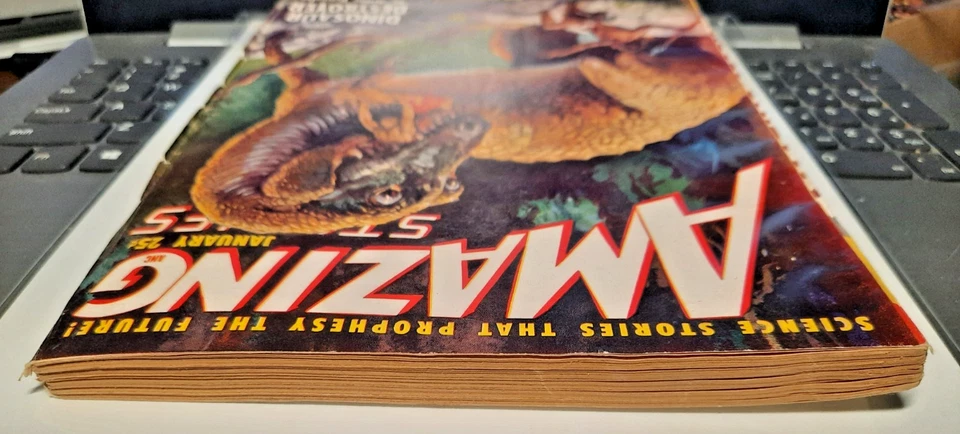 SCIENCE STORIES THAT PROPHESY THE FUTURE!
AMAZING
JANUARY 25¢
DINOSAUR
DESTROYER